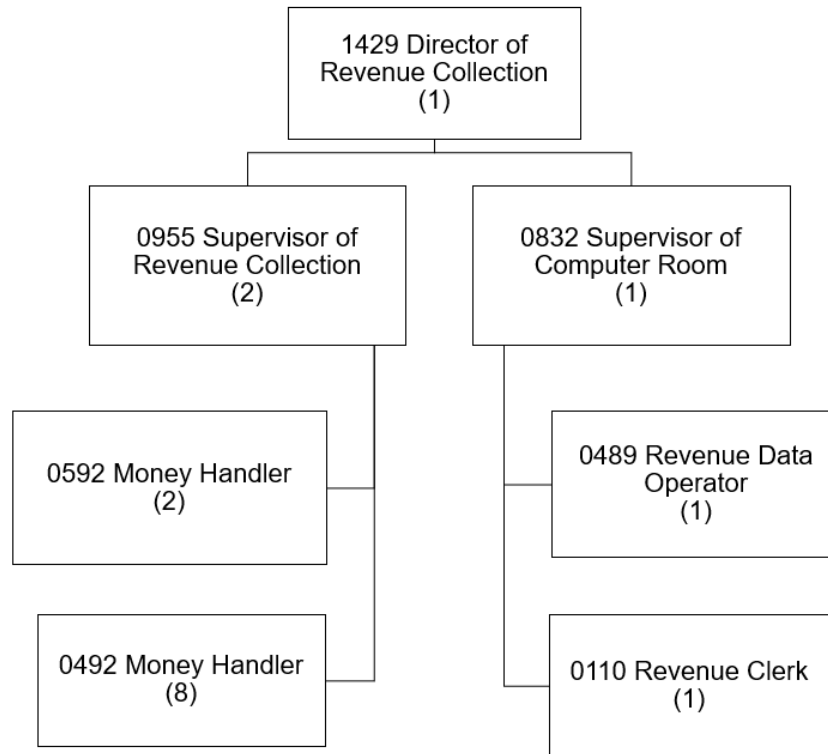 1429 Director of
Revenue Collection
(1)
0955 Supervisor of
Revenue Collection
(2)
0832 Supervisor of
Computer Room
(1)
0592 Money Handler
(2)
0489 Revenue Data
Operator
(1)
0492 Money Handler
(8)
0110 Revenue Clerk
(1)